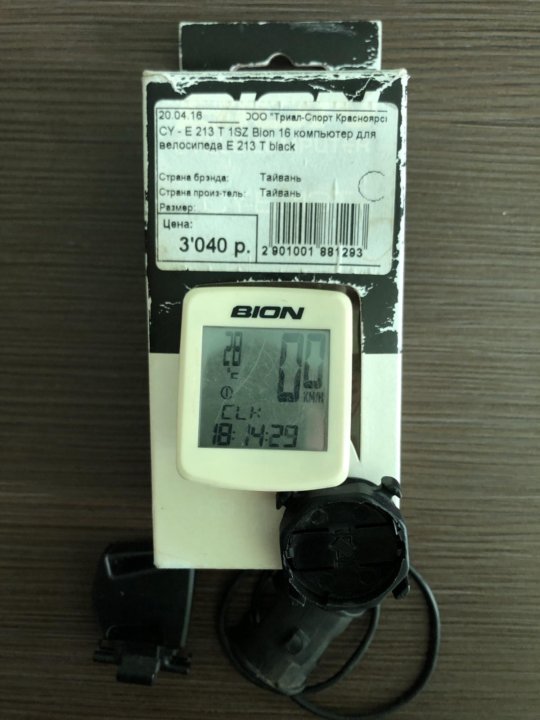 20.04.16 ООО "Триал-Спорт Красноярск
CY - E 213 T 1SZ Bion 16 компьютер для
велосипеда E 213 T black
Страна брэнда: Тайвань
Страна произ-тель: Тайвань
Размер:
Цена:
3'040 р.
2 901001 881293
BION
28 °C
00 KM/H
CLK
18:14:29